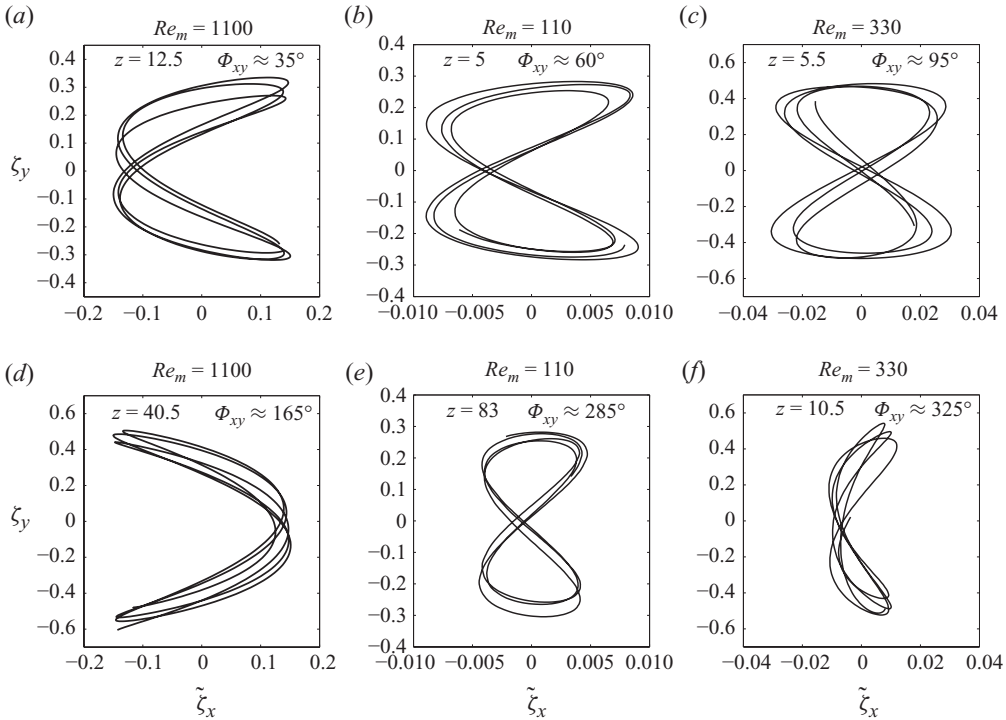 (a) Re_m = 1100
z = 12.5 Φ_xy ≈ 35°
0.4
0.3
0.2
0.1
0
−0.1
−0.2
−0.3
−0.4
ζ_y
−0.2 −0.1 0 0.1 0.2
(b) Re_m = 110
z = 5 Φ_xy ≈ 60°
0.4
0.3
0.2
0.1
0
−0.1
−0.2
−0.3
−0.4
−0.010 −0.005 0 0.005 0.010
(c) Re_m = 330
z = 5.5 Φ_xy ≈ 95°
0.6
0.4
0.2
0
−0.2
−0.4
−0.6
−0.04 −0.02 0 0.02 0.04
(d) Re_m = 1100
z = 40.5 Φ_xy ≈ 165°
0.6
0.4
0.2
0
−0.2
−0.4
−0.6
ζ_y
−0.2 −0.1 0 0.1 0.2
ζ̃_x
(e) Re_m = 110
z = 83 Φ_xy ≈ 285°
0.4
0.3
0.2
0.1
0
−0.1
−0.2
−0.3
−0.4
−0.010 −0.005 0 0.005 0.010
ζ̃_x
(f) Re_m = 330
z = 10.5 Φ_xy ≈ 325°
0.6
0.4
0.2
0
−0.2
−0.4
−0.6
−0.04 −0.02 0 0.02 0.04
ζ̃_x